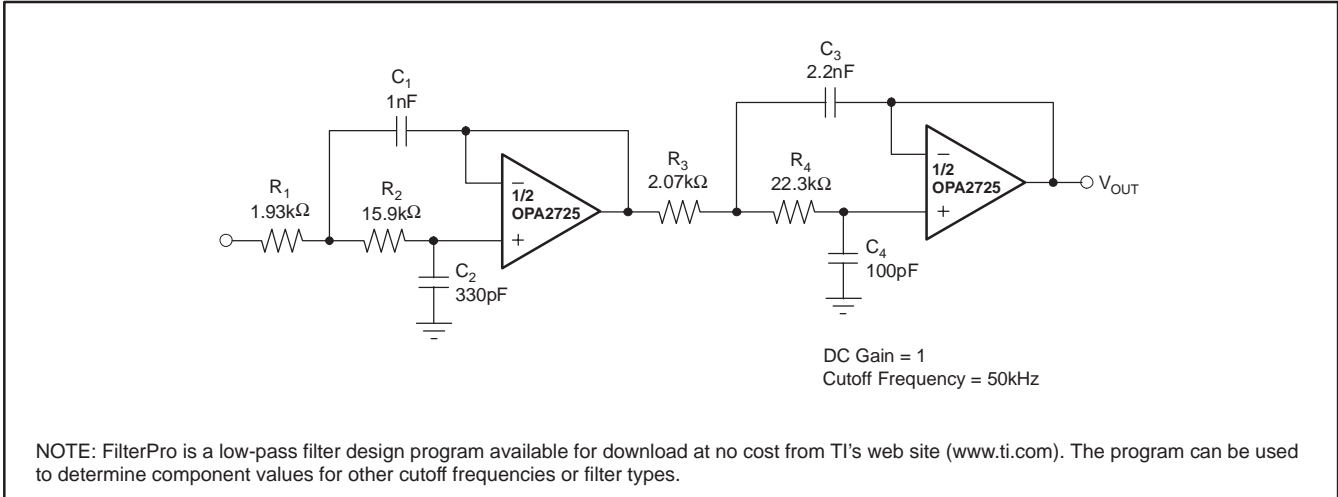 C1
1nF
R1
1.93kΩ
R2
15.9kΩ
C2
330pF
−
1/2
OPA2725
+
R3
2.07kΩ
C3
2.2nF
R4
22.3kΩ
C4
100pF
−
1/2
OPA2725
+
VOUT
DC Gain = 1
Cutoff Frequency = 50kHz
NOTE: FilterPro is a low-pass filter design program available for download at no cost from TI's web site (www.ti.com). The program can be used
to determine component values for other cutoff frequencies or filter types.